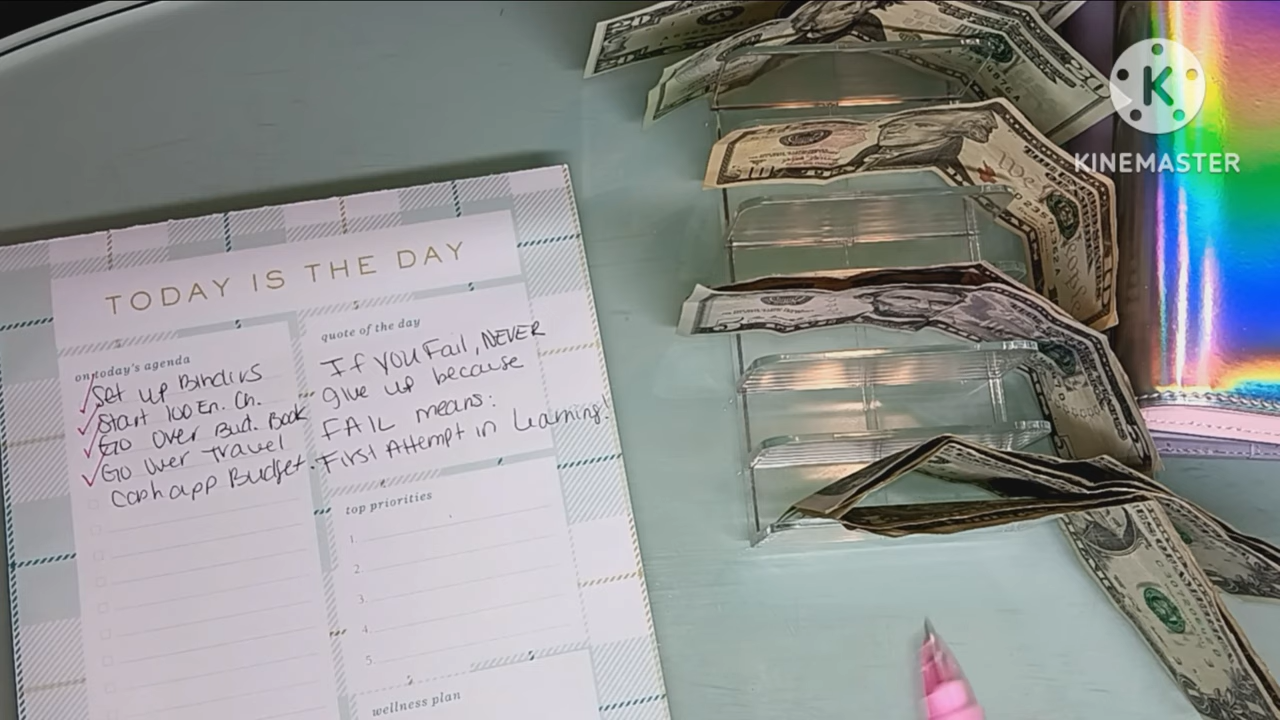 KINEMASTER
TODAY IS THE DAY
on today's agenda
Set up Binders
Start 100 En. Ch.
Go Over Bud. Book
Go Over Travel
Cash app Budget
quote of the day
If you Fail, NEVER
give up because
FAIL means:
First Attempt in Learning!
top priorities
1.
2.
3.
4.
5.
wellness plan